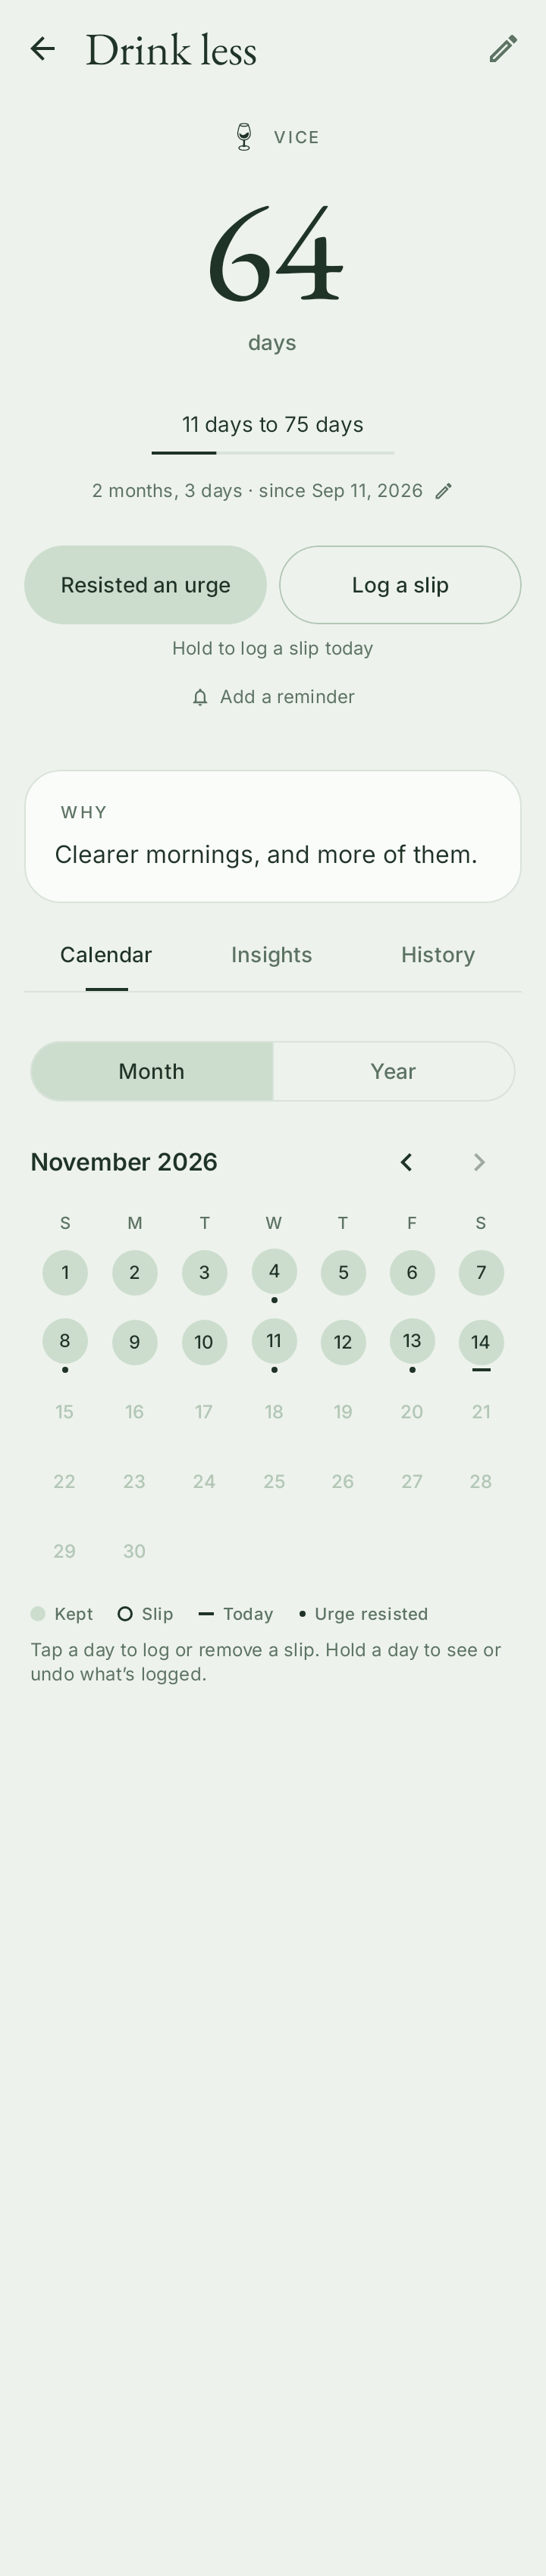 Drink less
VICE
64
days
11 days to 75 days
2 months, 3 days · since Sep 11, 2026
Resisted an urge
Log a slip
Hold to log a slip today
Add a reminder
WHY
Clearer mornings, and more of them.
Calendar Insights History
Month Year
November 2026
S M T W T F S
1 2 3 4 5 6 7
8 9 10 11 12 13 14
15 16 17 18 19 20 21
22 23 24 25 26 27 28
29 30
Kept Slip Today Urge resisted
Tap a day to log or remove a slip. Hold a day to see or
undo what’s logged.